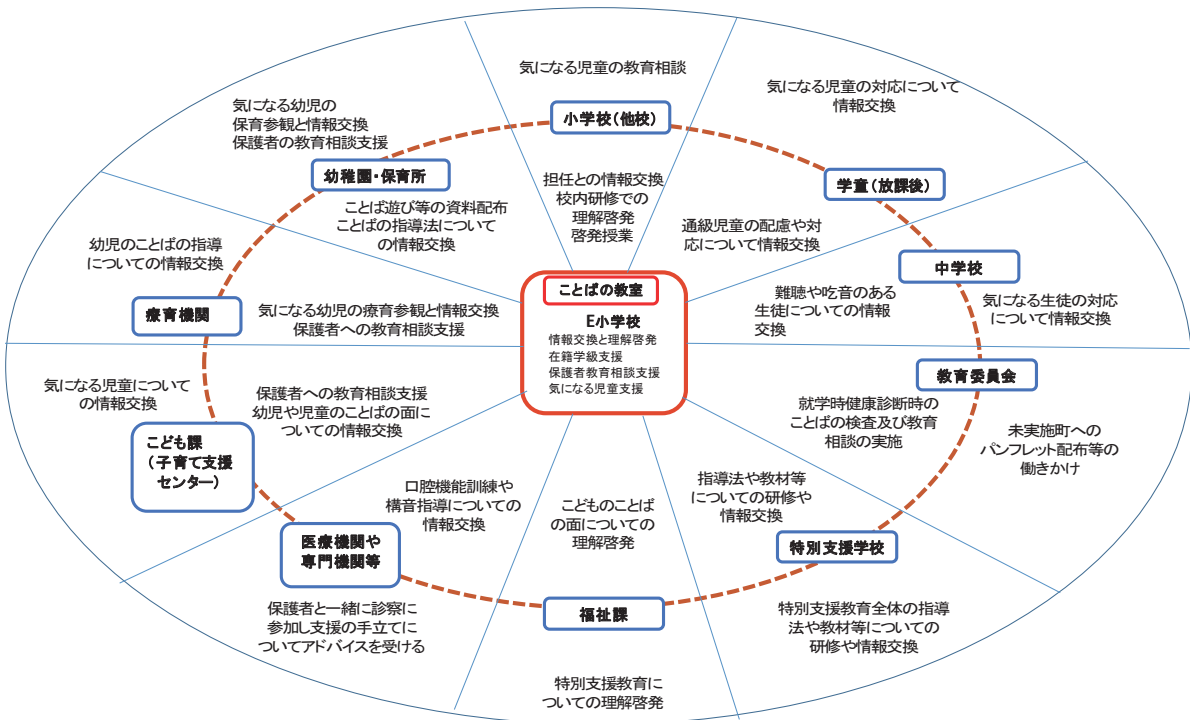 気になる児童の教育相談
小学校(他校)
担任との情報交換
校内研修での
理解啓発
啓発授業
気になる児童の対応について
情報交換
学童(放課後)
通級児童の配慮や対
応について情報交換
中学校
難聴や吃音のある
生徒についての情報
交換
気になる生徒の対応
について情報交換
教育委員会
就学時健康診断時の
ことばの検査及び教育
相談の実施
未実施町への
パンフレット配布等の
働きかけ
指導法や教材等
についての研修や
情報交換
特別支援学校
特別支援教育全体の指導
法や教材等についての
研修や情報交換
こどものことば
の面についての
理解啓発
福祉課
特別支援教育に
ついての理解啓発
口腔機能訓練や
構音指導についての
情報交換
医療機関や
専門機関等
保護者と一緒に診察に
参加し支援の手立てに
ついてアドバイスを受ける
保護者への教育相談支援
幼児や児童のことばの面に
ついての情報交換
気になる児童について
の情報交換
こども課
(子育て支援
センター)
幼児のことばの指導
についての情報交換
療育機関
気になる幼児の療育参観と情報交換
保護者への教育相談支援
気になる幼児の
保育参観と情報交換
保護者の教育相談支援
幼稚園・保育所
ことば遊び等の資料配布
ことばの指導法について
の情報交換
ことばの教室
E小学校
情報交換と理解啓発
在籍学級支援
保護者教育相談支援
気になる児童支援